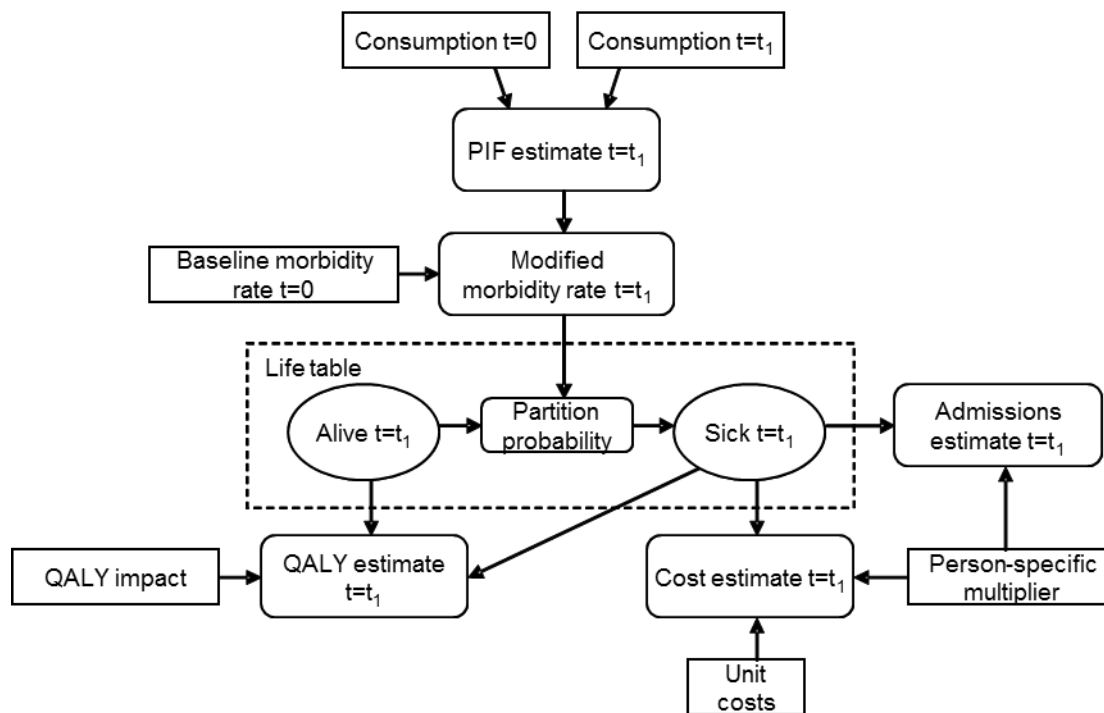 Consumption t=0
Consumption t=t₁
PIF estimate t=t₁
Baseline morbidity
rate t=0
Modified
morbidity rate t=t₁
Life table
Alive t=t₁
Partition
probability
Sick t=t₁
Admissions
estimate t=t₁
QALY impact
QALY estimate
t=t₁
Cost estimate t=t₁
Person-specific
multiplier
Unit
costs